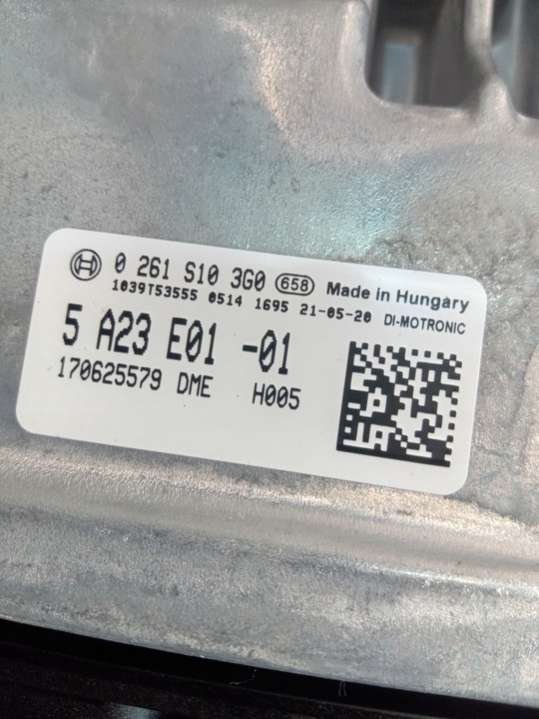 0 261 S10 3G0 658 Made in Hungary
1039T53555 0514 1695 21-05-20 DI-MOTRONIC
5 A23 E01 -01
170625579 DME H005